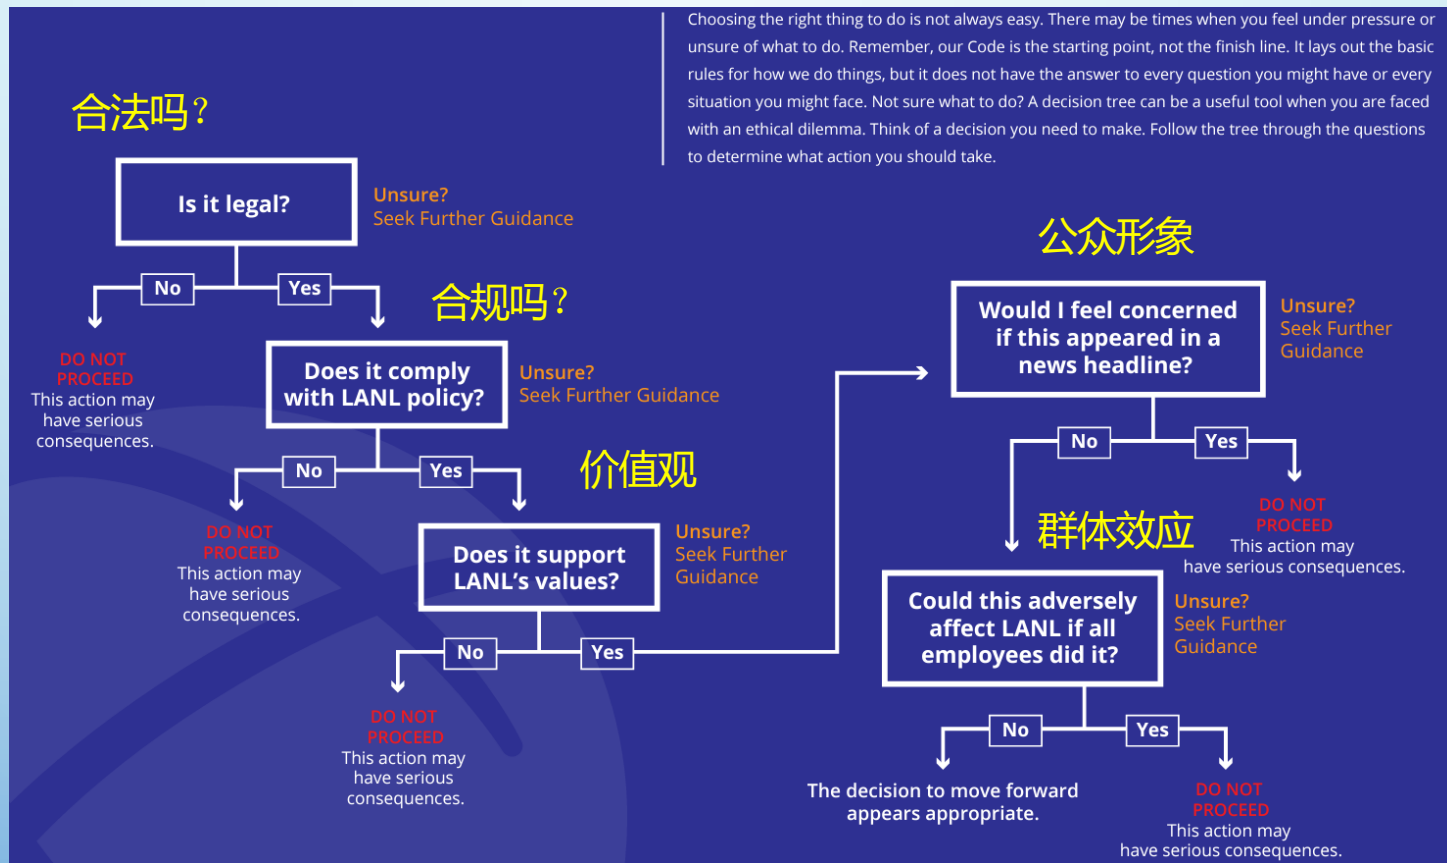 Choosing the right thing to do is not always easy. There may be times when you feel under pressure or
unsure of what to do. Remember, our Code is the starting point, not the finish line. It lays out the basic
rules for how we do things, but it does not have the answer to every question you might have or every
situation you might face. Not sure what to do? A decision tree can be a useful tool when you are faced
with an ethical dilemma. Think of a decision you need to make. Follow the tree through the questions
to determine what action you should take.
合法吗？
Is it legal?
Unsure?
Seek Further Guidance
No
Yes
DO NOT
PROCEED
This action may
have serious
consequences.
合规吗？
Does it comply
with LANL policy?
Unsure?
Seek Further Guidance
No
Yes
DO NOT
PROCEED
This action may
have serious
consequences.
价值观
Does it support
LANL's values?
Unsure?
Seek Further
Guidance
No
Yes
DO NOT
PROCEED
This action may
have serious
consequences.
公众形象
Would I feel concerned
if this appeared in a
news headline?
Unsure?
Seek Further
Guidance
No
Yes
DO NOT
PROCEED
This action may
have serious consequences.
群体效应
Could this adversely
affect LANL if all
employees did it?
Unsure?
Seek Further
Guidance
No
Yes
The decision to move forward
appears appropriate.
DO NOT
PROCEED
This action may
have serious consequences.